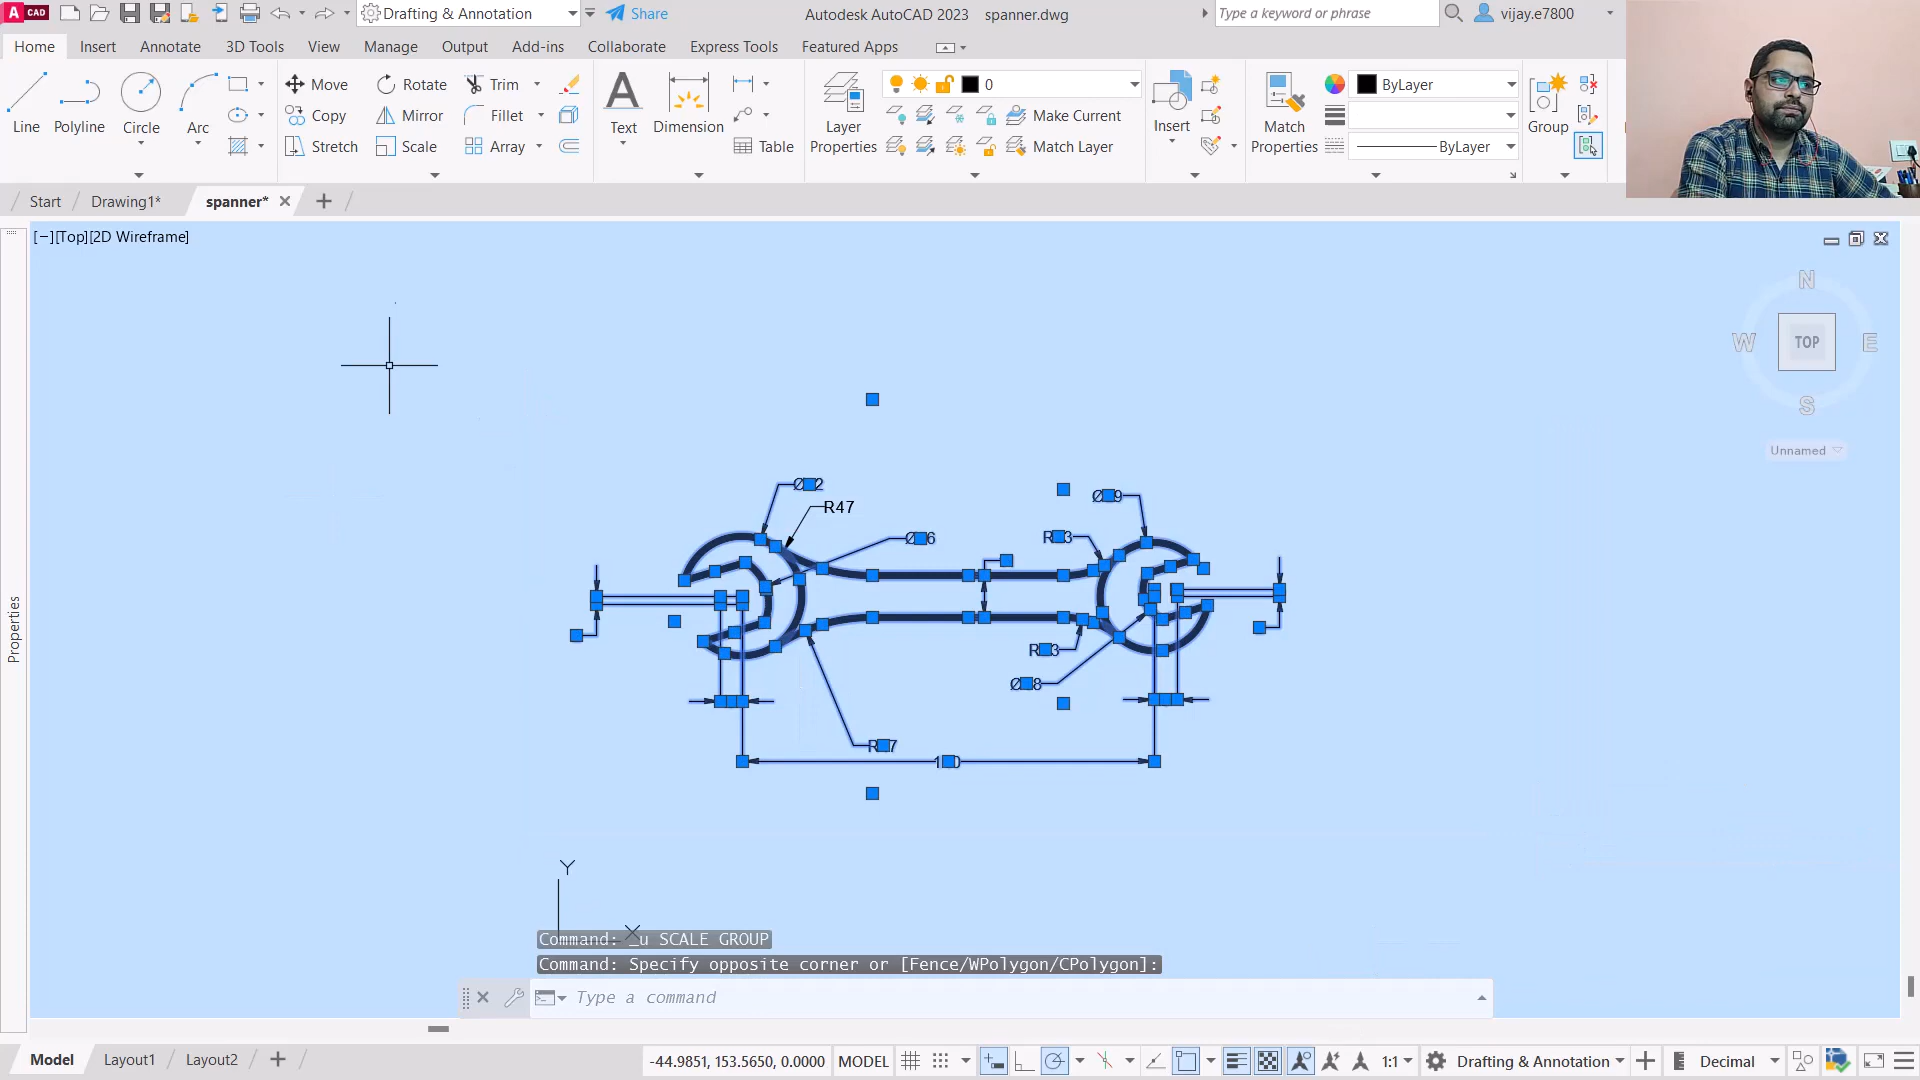 A CAD
Drafting & Annotation
Share
Autodesk AutoCAD 2023 spanner.dwg
Type a keyword or phrase
vijay.e7800
Home Insert Annotate 3D Tools View Manage Output Add-ins Collaborate Express Tools Featured Apps
Line Polyline Circle Arc
Move Rotate Trim
Copy Mirror Fillet
Stretch Scale Array
Text Dimension
Table
Layer Properties
0
Make Current
Match Layer
Insert
Match Properties
ByLayer
ByLayer
Group
Start Drawing1* spanner*
[−][Top][2D Wireframe]
N
W TOP E
S
Unnamed
R47
Y
X
Properties
Command: _u SCALE GROUP
Command: Specify opposite corner or [Fence/WPolygon/CPolygon]:
Type a command
Model Layout1 Layout2
-44.9851, 153.5650, 0.0000 MODEL
1:1
Drafting & Annotation
Decimal